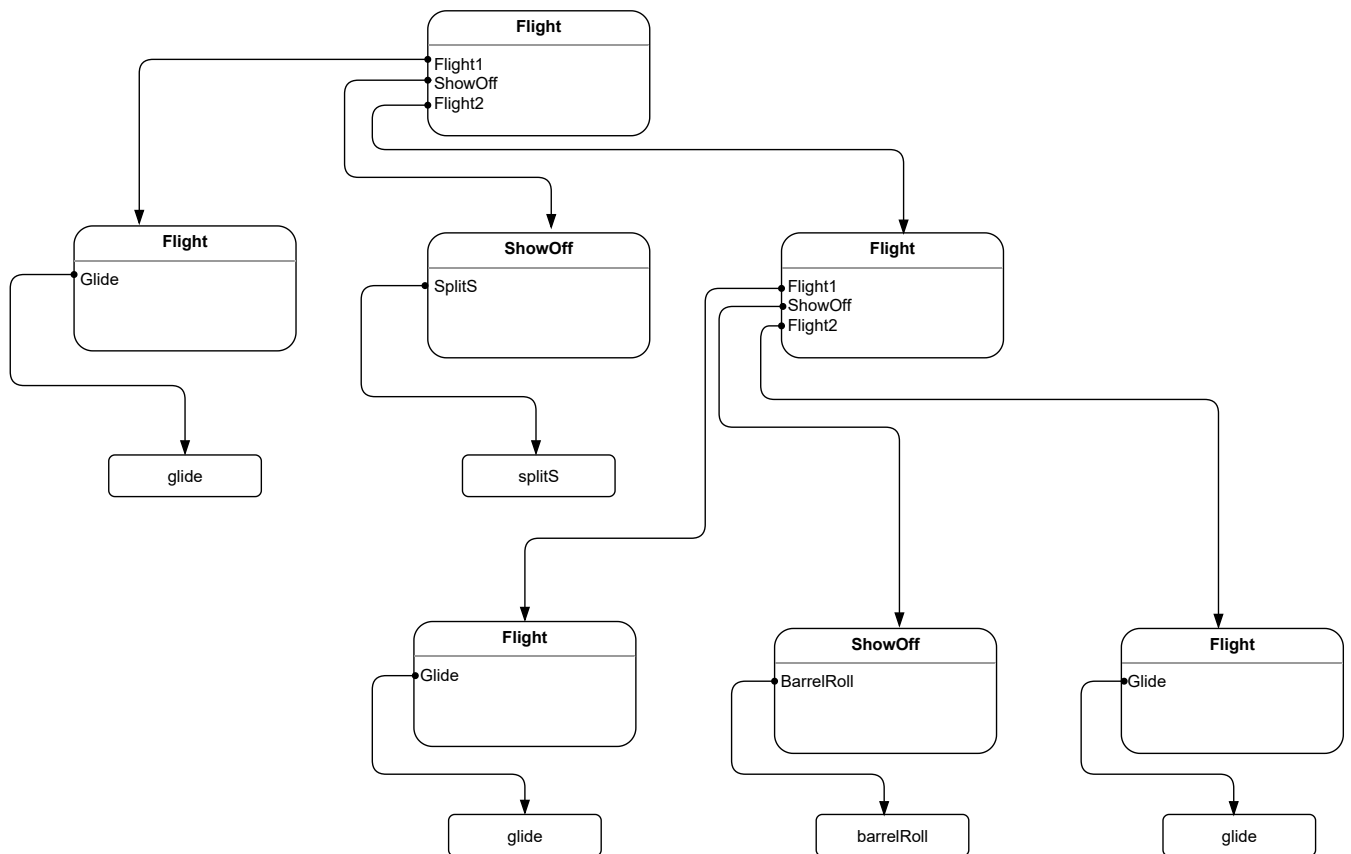 Flight
Flight1
ShowOff
Flight2
Flight
Glide
ShowOff
SplitS
Flight
Flight1
ShowOff
Flight2
glide
splitS
Flight
Glide
ShowOff
BarrelRoll
Flight
Glide
glide
barrelRoll
glide